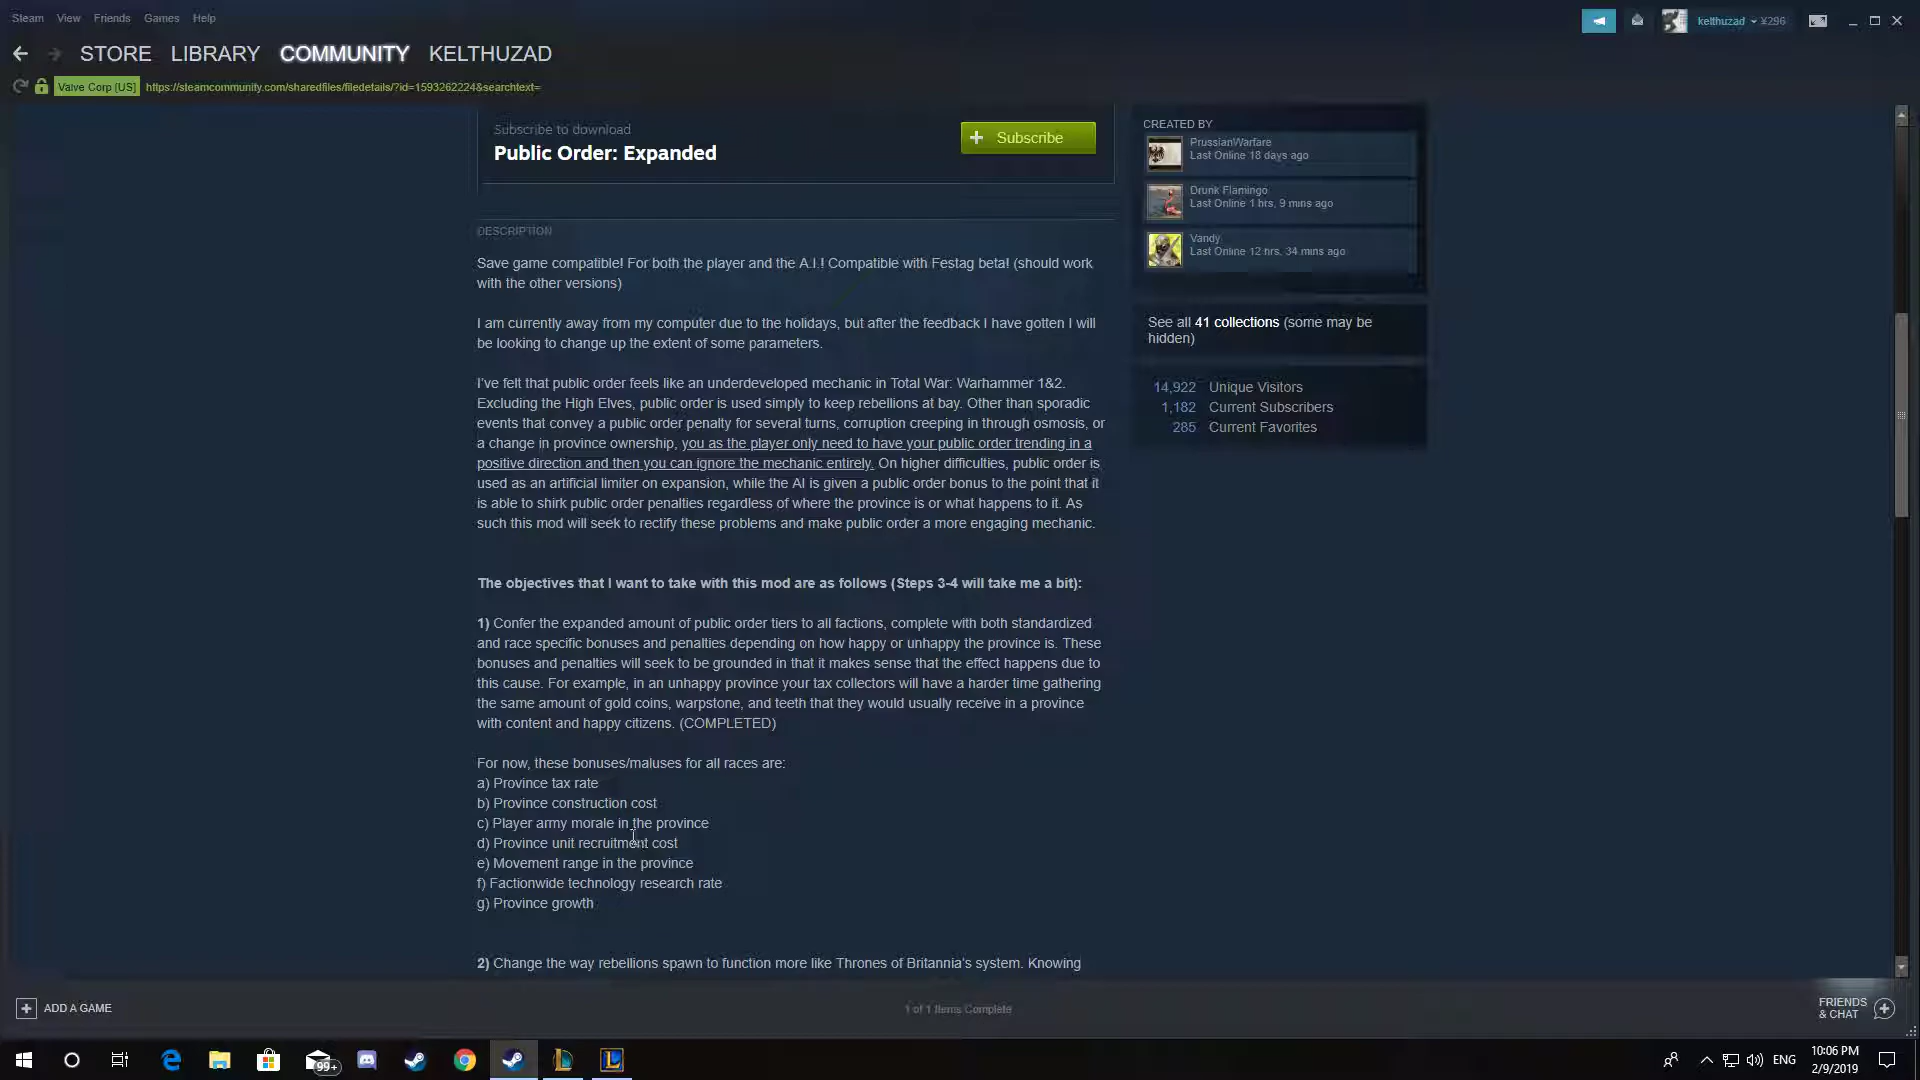 Steam View Friends Games Help
kelthuzad ¥296
STORE LIBRARY COMMUNITY KELTHUZAD
Valve Corp [US] https://steamcommunity.com/sharedfiles/filedetails/?id=1593262224&searchtext=
Subscribe to download
Public Order: Expanded
+ Subscribe
DESCRIPTION
Save game compatible! For both the player and the A.I.! Compatible with Festag beta! (should work
with the other versions)
I am currently away from my computer due to the holidays, but after the feedback I have gotten I will
be looking to change up the extent of some parameters.
I've felt that public order feels like an underdeveloped mechanic in Total War: Warhammer 1&2.
Excluding the High Elves, public order is used simply to keep rebellions at bay. Other than sporadic
events that convey a public order penalty for several turns, corruption creeping in through osmosis, or
a change in province ownership, you as the player only need to have your public order trending in a
positive direction and then you can ignore the mechanic entirely. On higher difficulties, public order is
used as an artificial limiter on expansion, while the AI is given a public order bonus to the point that it
is able to shirk public order penalties regardless of where the province is or what happens to it. As
such this mod will seek to rectify these problems and make public order a more engaging mechanic.
The objectives that I want to take with this mod are as follows (Steps 3-4 will take me a bit):
1) Confer the expanded amount of public order tiers to all factions, complete with both standardized
and race specific bonuses and penalties depending on how happy or unhappy the province is. These
bonuses and penalties will seek to be grounded in that it makes sense that the effect happens due to
this cause. For example, in an unhappy province your tax collectors will have a harder time gathering
the same amount of gold coins, warpstone, and teeth that they would usually receive in a province
with content and happy citizens. (COMPLETED)
For now, these bonuses/maluses for all races are:
a) Province tax rate
b) Province construction cost
c) Player army morale in the province
d) Province unit recruitment cost
e) Movement range in the province
f) Factionwide technology research rate
g) Province growth
2) Change the way rebellions spawn to function more like Thrones of Britannia's system. Knowing
CREATED BY
PrussianWarfare
Last Online 18 days ago
Drunk Flamingo
Last Online 1 hrs, 9 mins ago
Vandy
Last Online 12 hrs, 34 mins ago
See all 41 collections (some may be
hidden)
14,922 Unique Visitors
1,182 Current Subscribers
285 Current Favorites
ADD A GAME
1 of 1 Items Complete
FRIENDS
& CHAT
99+
ENG
10:06 PM
2/9/2019